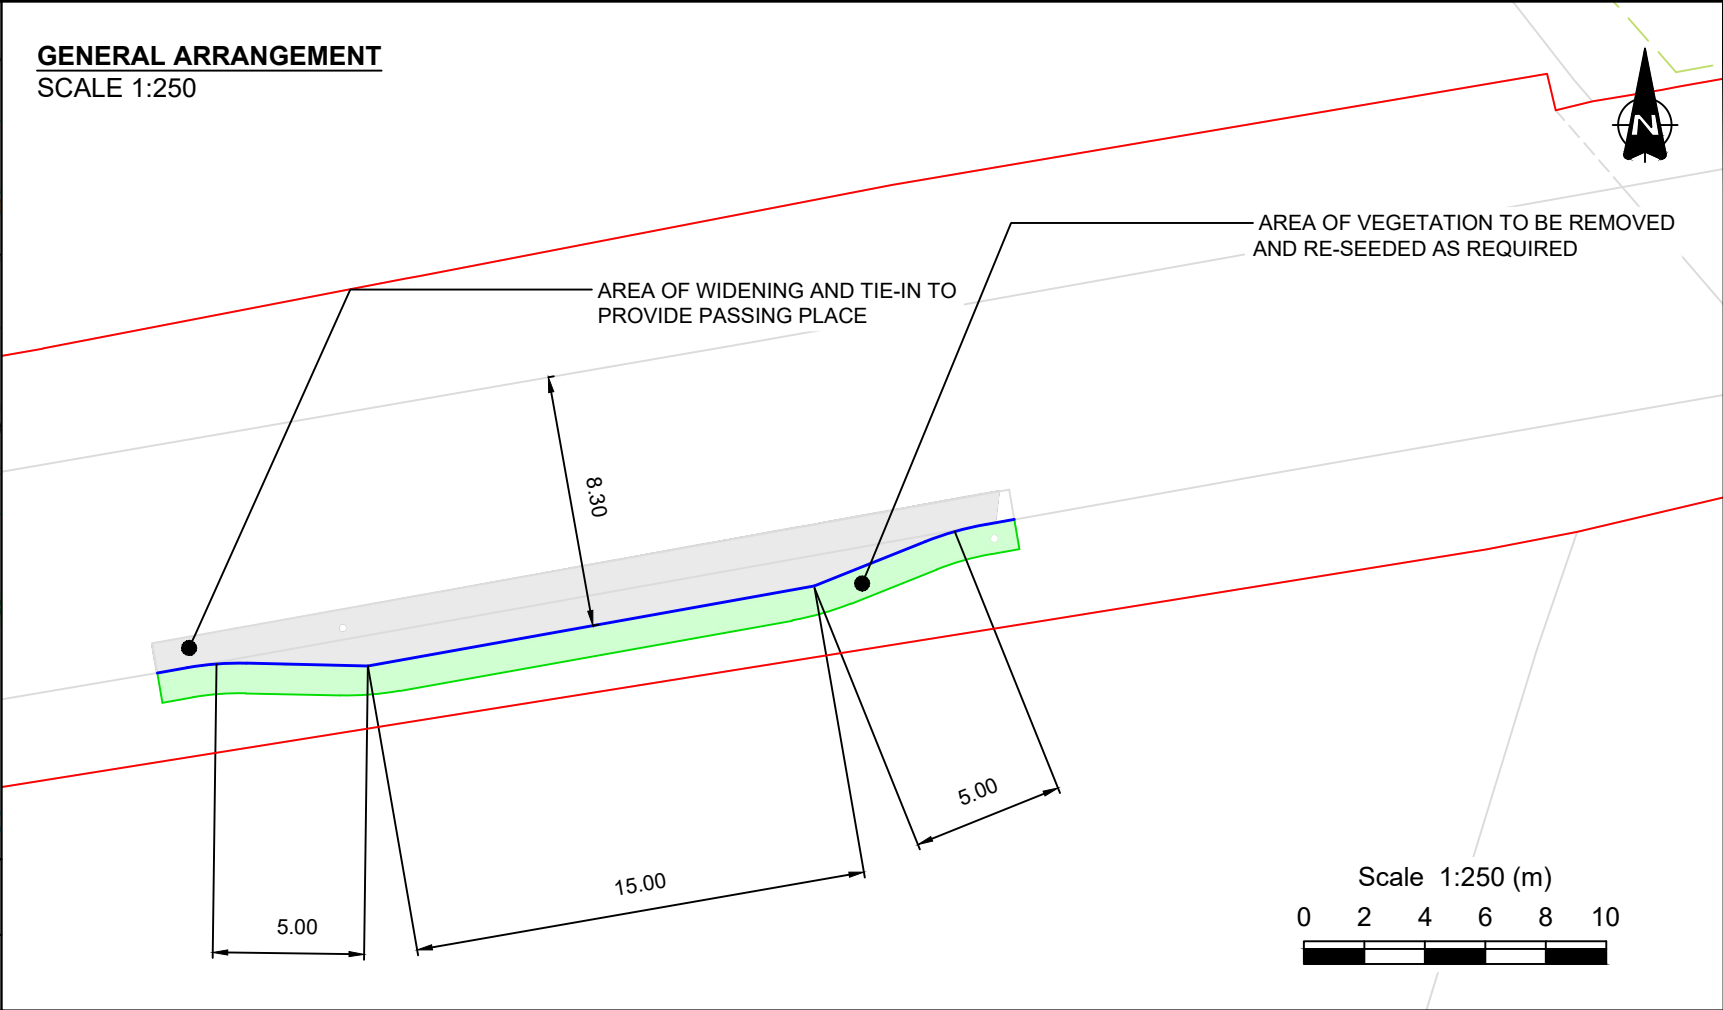 GENERAL ARRANGEMENT
SCALE 1:250
N
AREA OF VEGETATION TO BE REMOVED
AND RE-SEEDED AS REQUIRED
AREA OF WIDENING AND TIE-IN TO
PROVIDE PASSING PLACE
8.30
5.00
15.00
5.00
Scale 1:250 (m)
0 2 4 6 8 10